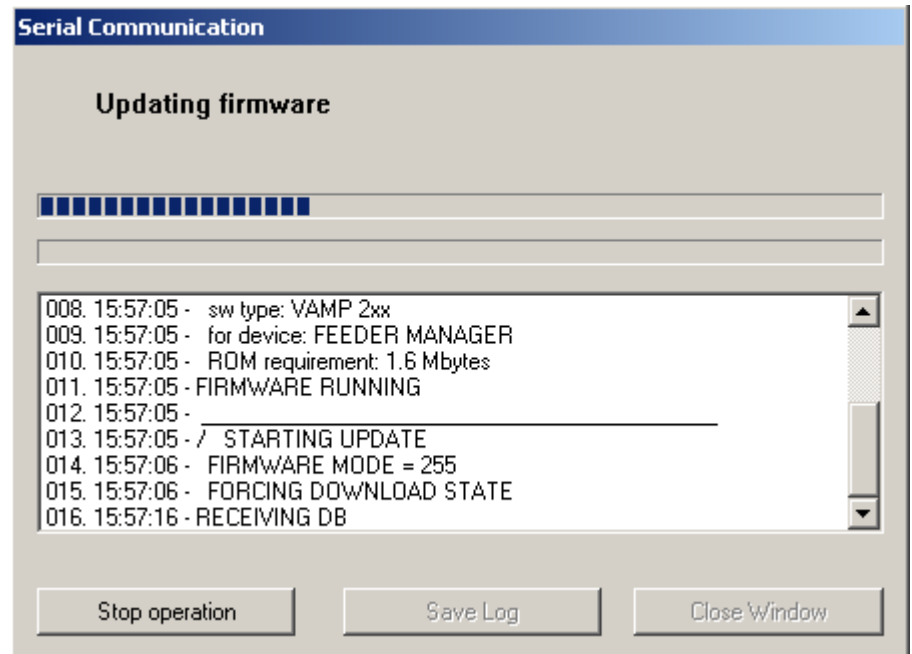 Serial Communication
Updating firmware
008. 15:57:05 - sw type: VAMP 2xx
009. 15:57:05 - for device: FEEDER MANAGER
010. 15:57:05 - ROM requirement: 1.6 Mbytes
011. 15:57:05 - FIRMWARE RUNNING
012. 15:57:05 - ________________________________________
013. 15:57:05 - / STARTING UPDATE
014. 15:57:06 - FIRMWARE MODE = 255
015. 15:57:06 - FORCING DOWNLOAD STATE
016. 15:57:16 - RECEIVING DB
Stop operation
Save Log
Close Window